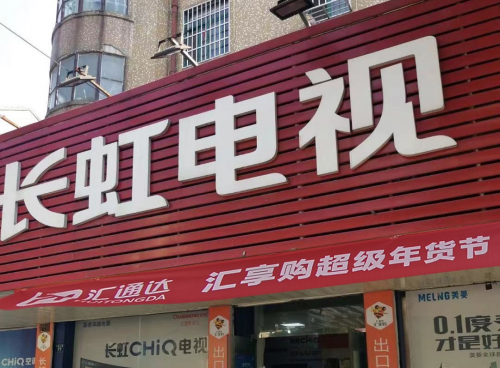 长虹电视
汇通达 汇享购超级年货节
HUITONGDA
MELNG美菱
0.1度
才是好
长虹CHiQ电视
CHiQ
出口
出口